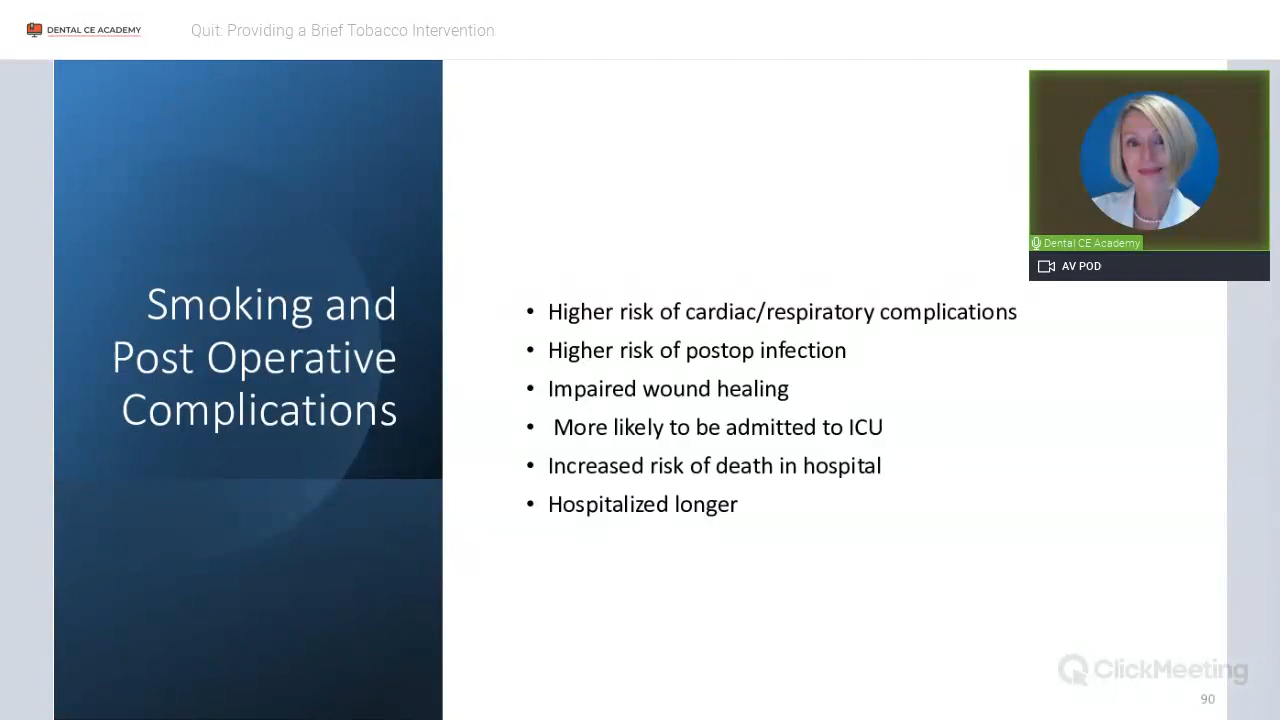 DENTAL CE ACADEMY
Quit: Providing a Brief Tobacco Intervention
Dental CE Academy
AV POD
Smoking and
Post Operative
Complications
• Higher risk of cardiac/respiratory complications
• Higher risk of postop infection
• Impaired wound healing
• More likely to be admitted to ICU
• Increased risk of death in hospital
• Hospitalized longer
ClickMeeting
90